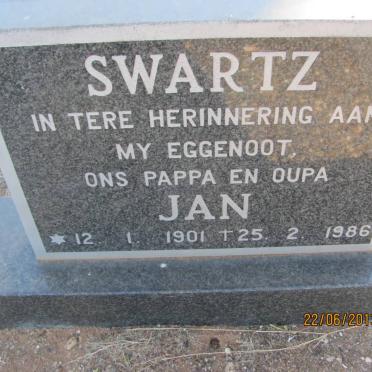 SWARTZ
IN TERE HERINNERING AAN
MY EGGENOOT,
ONS PAPPA EN OUPA
JAN
* 12. 1. 1901 † 25. 2. 1986
22/06/201